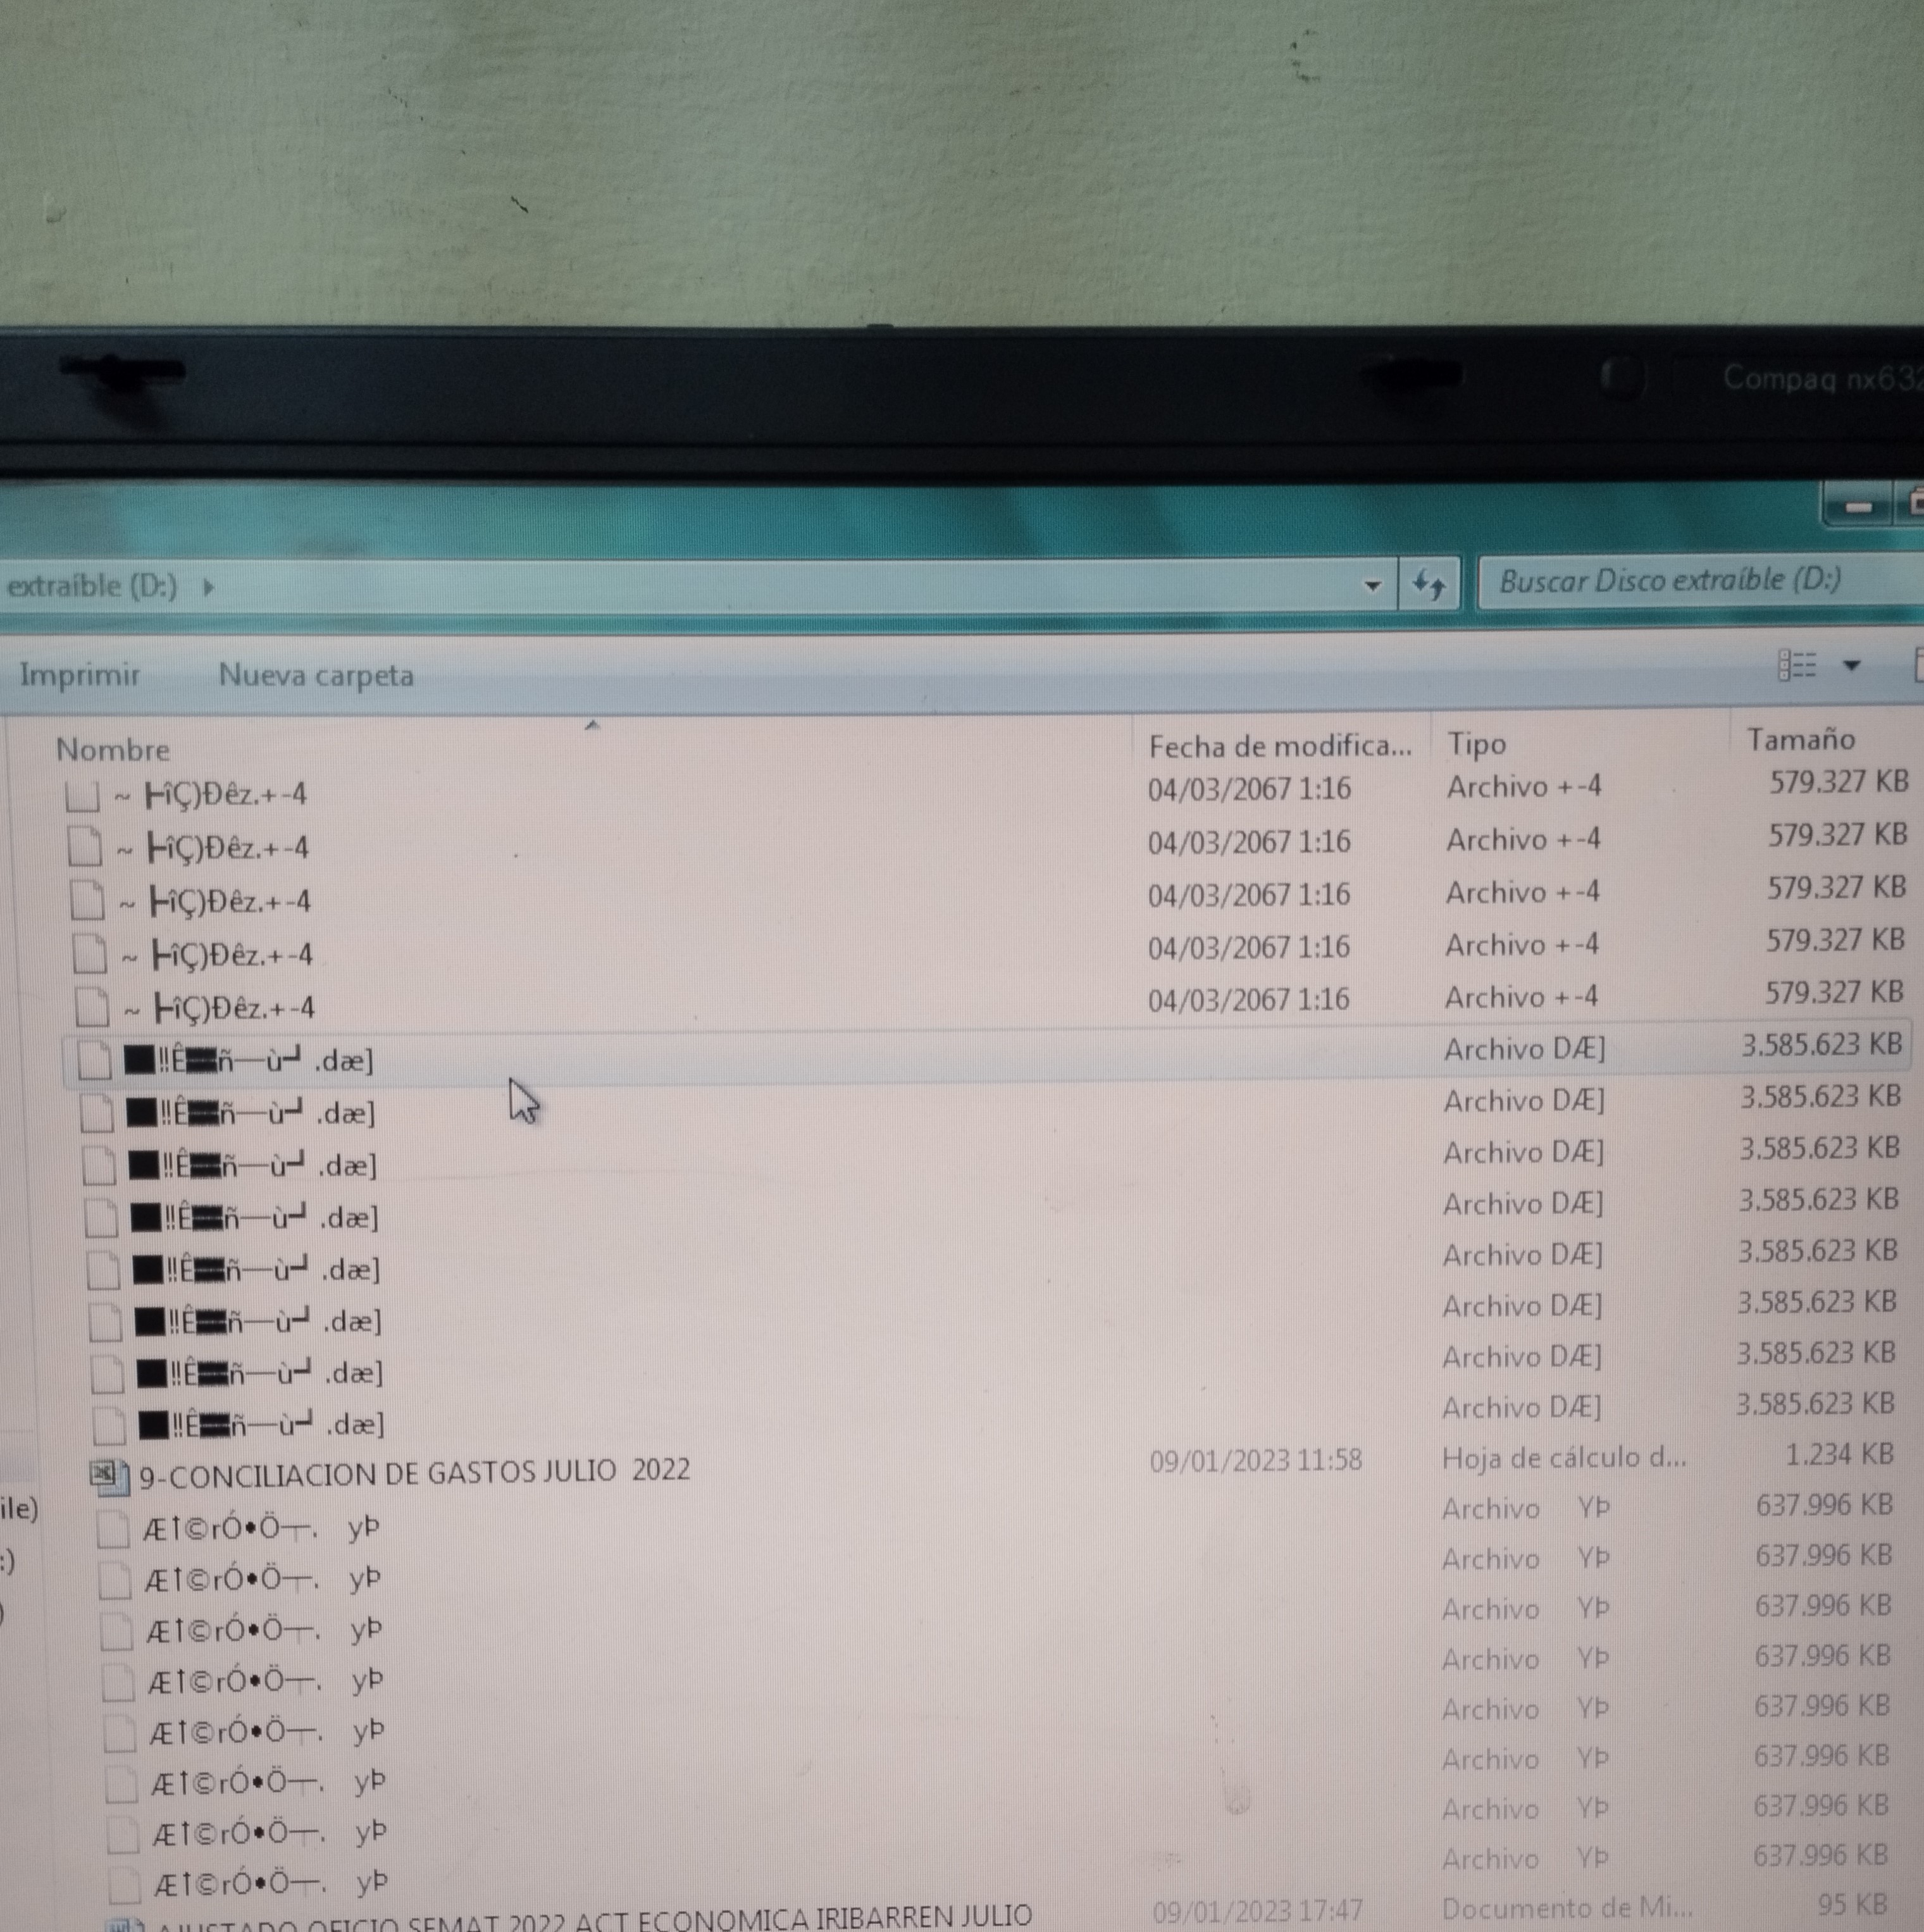 Compaq nx632
extraíble (D:)
Buscar Disco extraíble (D:)
Imprimir Nueva carpeta
Nombre Fecha de modifica... Tipo Tamaño
~ ├îÇ)Ðêz.+-4 04/03/2067 1:16 Archivo +-4 579.327 KB
~ ├îÇ)Ðêz.+-4 04/03/2067 1:16 Archivo +-4 579.327 KB
~ ├îÇ)Ðêz.+-4 04/03/2067 1:16 Archivo +-4 579.327 KB
~ ├îÇ)Ðêz.+-4 04/03/2067 1:16 Archivo +-4 579.327 KB
~ ├îÇ)Ðêz.+-4 04/03/2067 1:16 Archivo +-4 579.327 KB
█‼Ê▓ñ─ù┘ .dæ] Archivo DÆ] 3.585.623 KB
█‼Ê▓ñ─ù┘ .dæ] Archivo DÆ] 3.585.623 KB
█‼Ê▓ñ─ù┘ .dæ] Archivo DÆ] 3.585.623 KB
█‼Ê▓ñ─ù┘ .dæ] Archivo DÆ] 3.585.623 KB
█‼Ê▓ñ─ù┘ .dæ] Archivo DÆ] 3.585.623 KB
█‼Ê▓ñ─ù┘ .dæ] Archivo DÆ] 3.585.623 KB
█‼Ê▓ñ─ù┘ .dæ] Archivo DÆ] 3.585.623 KB
█‼Ê▓ñ─ù┘ .dæ] Archivo DÆ] 3.585.623 KB
9-CONCILIACION DE GASTOS JULIO 2022 09/01/2023 11:58 Hoja de cálculo d... 1.234 KB
ile)
Æ↑©rÓ•Ö┬. yÞ Archivo YÞ 637.996 KB
:)
Æ↑©rÓ•Ö┬. yÞ Archivo YÞ 637.996 KB
)
Æ↑©rÓ•Ö┬. yÞ Archivo YÞ 637.996 KB
Æ↑©rÓ•Ö┬. yÞ Archivo YÞ 637.996 KB
Æ↑©rÓ•Ö┬. yÞ Archivo YÞ 637.996 KB
Æ↑©rÓ•Ö┬. yÞ Archivo YÞ 637.996 KB
Æ↑©rÓ•Ö┬. yÞ Archivo YÞ 637.996 KB
Æ↑©rÓ•Ö┬. yÞ Archivo YÞ 637.996 KB
AJUSTADO OFICIO SEMAT 2022 ACT ECONOMICA IRIBARREN JULIO 09/01/2023 17:47 Documento de Mi... 95 KB